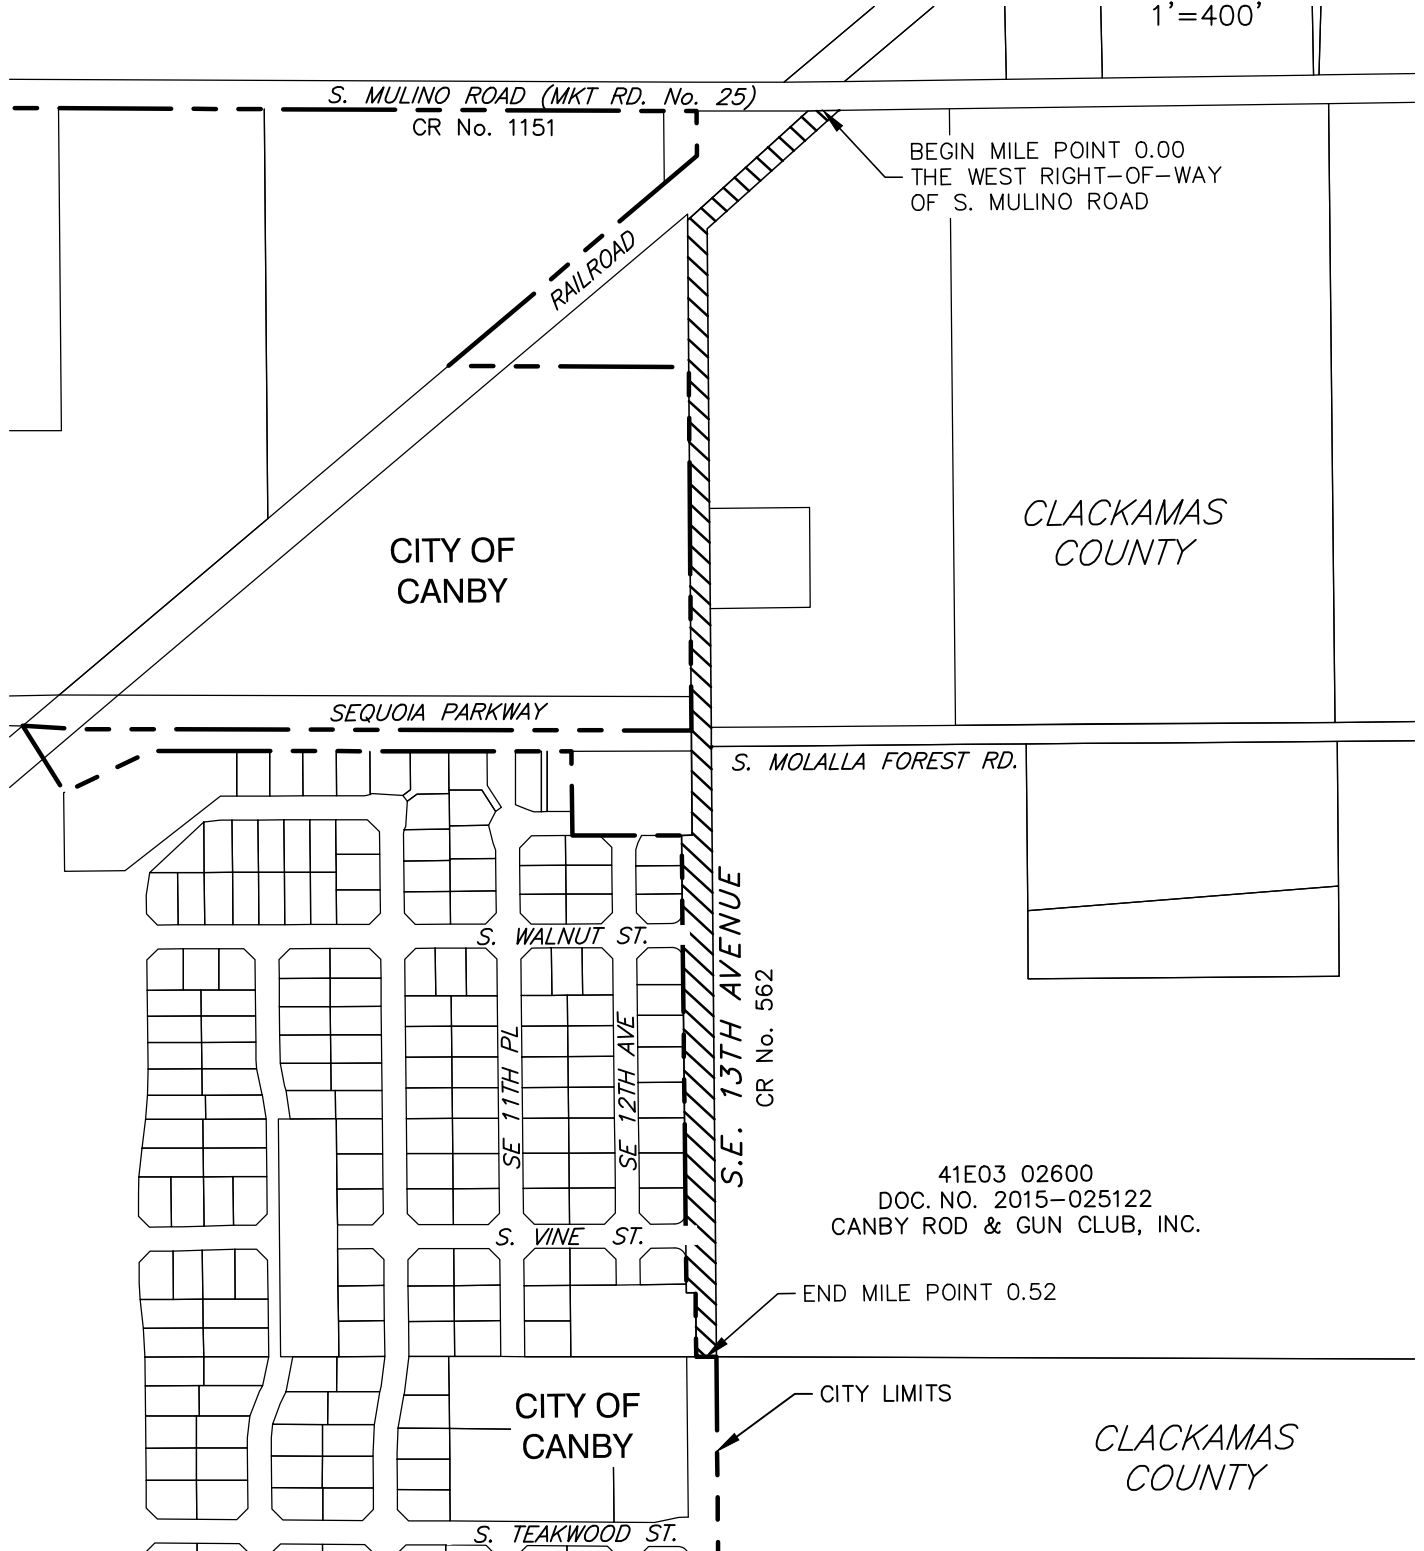 1'=400'
S. MULINO ROAD (MKT RD. No. 25)
CR No. 1151
BEGIN MILE POINT 0.00
THE WEST RIGHT-OF-WAY
OF S. MULINO ROAD
RAILROAD
CLACKAMAS
COUNTY
CITY OF
CANBY
SEQUOIA PARKWAY
S. MOLALLA FOREST RD.
S. WALNUT ST.
S.E. 13TH AVENUE
CR No. 562
SE 11TH PL
SE 12TH AVE
41E03 02600
DOC. NO. 2015-025122
CANBY ROD & GUN CLUB, INC.
S. VINE ST.
END MILE POINT 0.52
CITY LIMITS
CITY OF
CANBY
CLACKAMAS
COUNTY
S. TEAKWOOD ST.